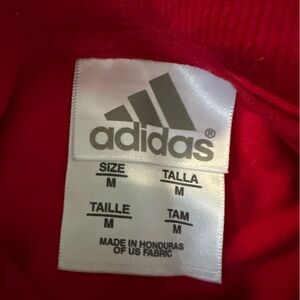 adidas®
SIZE TALLA
M M
TAILLE TAM
M M
MADE IN HONDURAS
OF US FABRIC